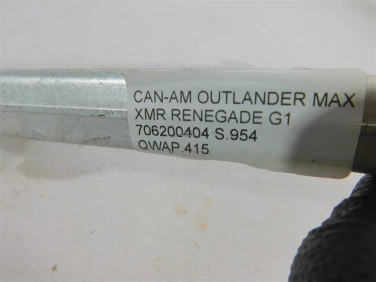 CAN-AM OUTLANDER MAX
XMR RENEGADE G1
706200404 S.954
QWAP.415